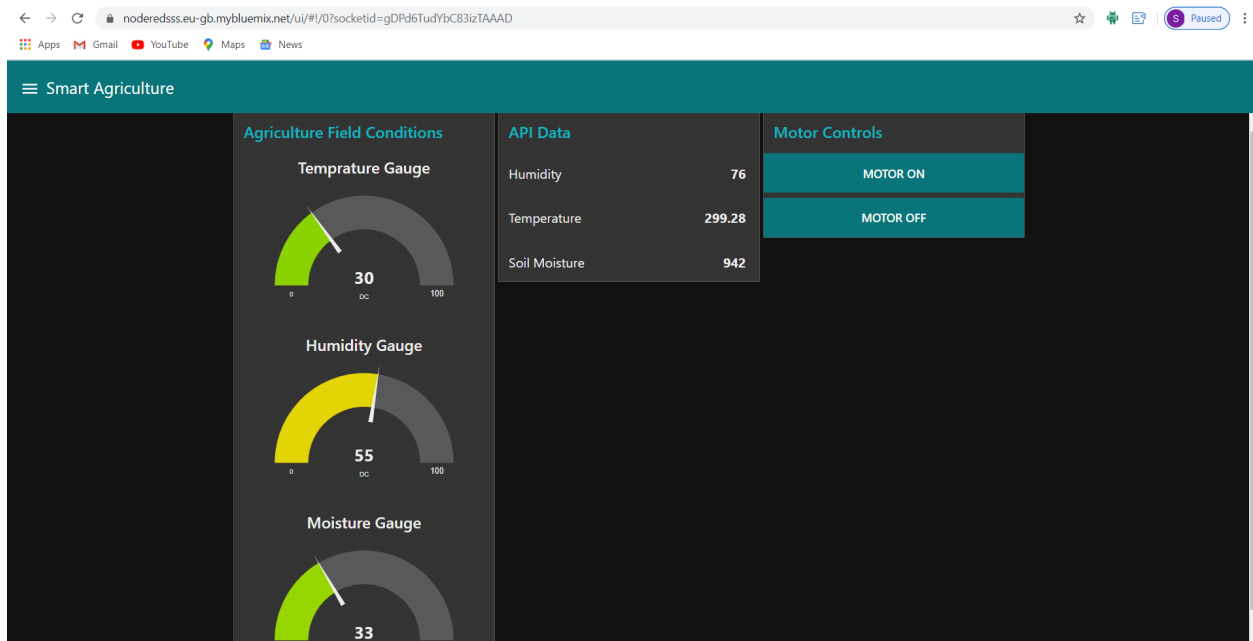 noderedsss.eu-gb.mybluemix.net/ui/#!/0?socketid=gDPd6TudYbC83izTAAAD
S Paused
Apps Gmail YouTube Maps News
Smart Agriculture
Agriculture Field Conditions
Temprature Gauge
30
DC
0 100
Humidity Gauge
55
DC
0 100
Moisture Gauge
33
API Data
Humidity 76
Temperature 299.28
Soil Moisture 942
Motor Controls
MOTOR ON
MOTOR OFF